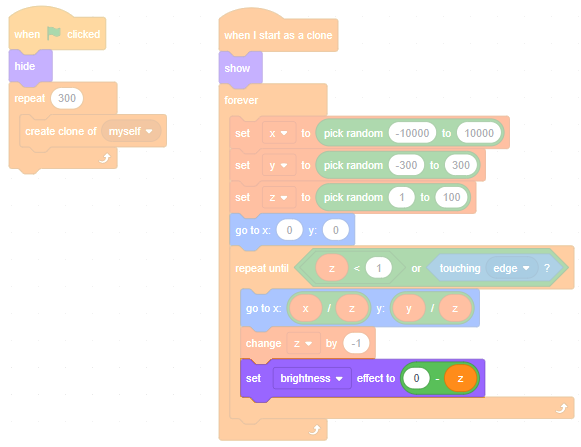 when clicked
hide
repeat 300
create clone of myself
when I start as a clone
show
forever
set x to pick random -10000 to 10000
set y to pick random -300 to 300
set z to pick random 1 to 100
go to x: 0 y: 0
repeat until z < 1 or touching edge ?
go to x: x / z y: y / z
change z by -1
set brightness effect to 0 - z